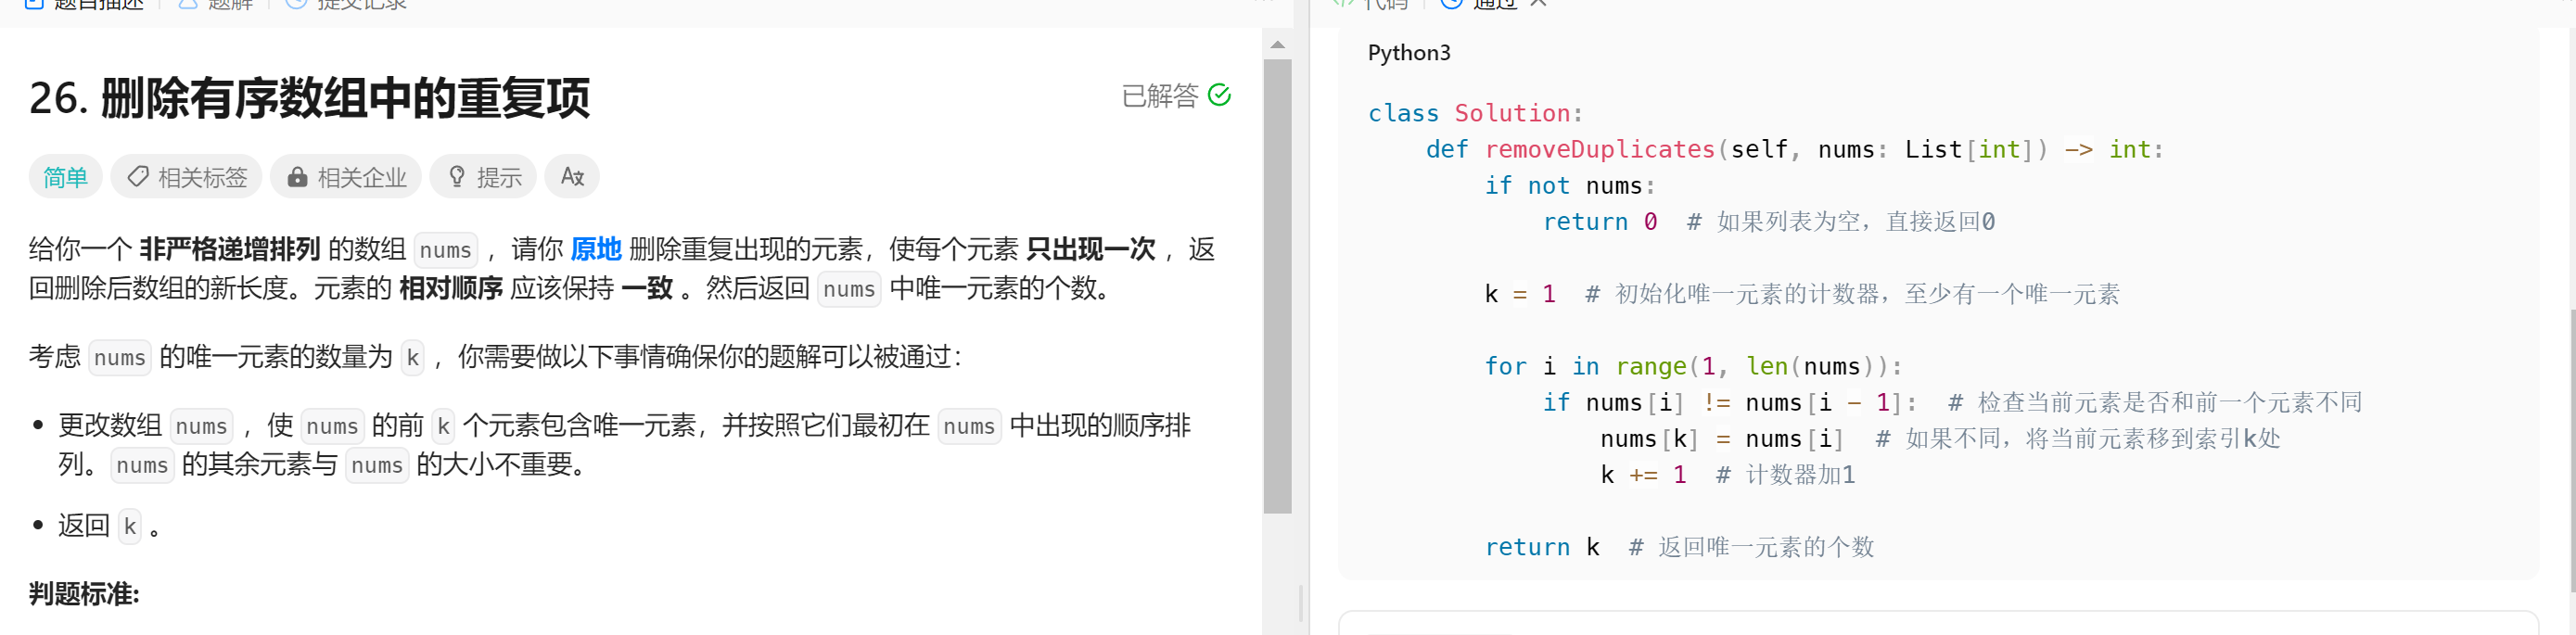 题目描述 题解 提交记录
26. 删除有序数组中的重复项
已解答
简单 相关标签 相关企业 提示
给你一个 非严格递增排列 的数组 nums ，请你 原地 删除重复出现的元素，使每个元素 只出现一次 ，返
回删除后数组的新长度。元素的 相对顺序 应该保持 一致 。然后返回 nums 中唯一元素的个数。
考虑 nums 的唯一元素的数量为 k ，你需要做以下事情确保你的题解可以被通过：
• 更改数组 nums ，使 nums 的前 k 个元素包含唯一元素，并按照它们最初在 nums 中出现的顺序排
列。nums 的其余元素与 nums 的大小不重要。
• 返回 k 。
判题标准:
代码 通过
Python3
class Solution:
    def removeDuplicates(self, nums: List[int]) -> int:
        if not nums:
            return 0  # 如果列表为空，直接返回0
        k = 1  # 初始化唯一元素的计数器，至少有一个唯一元素
        for i in range(1, len(nums)):
            if nums[i] != nums[i - 1]:  # 检查当前元素是否和前一个元素不同
                nums[k] = nums[i]  # 如果不同，将当前元素移到索引k处
                k += 1  # 计数器加1
        return k  # 返回唯一元素的个数